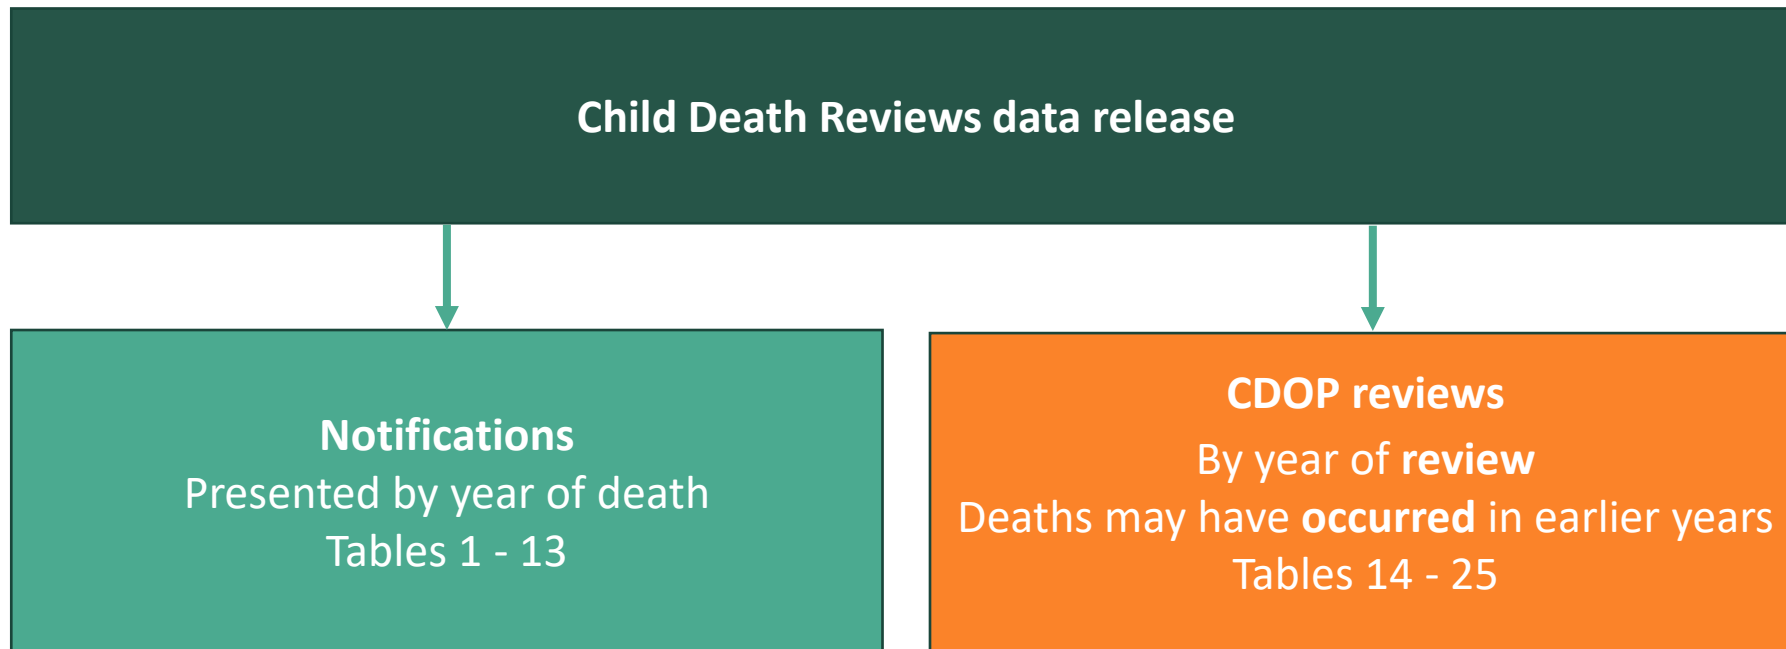 Child Death Reviews data release
Notifications
Presented by year of death
Tables 1 - 13
CDOP reviews
By year of review
Deaths may have occurred in earlier years
Tables 14 - 25